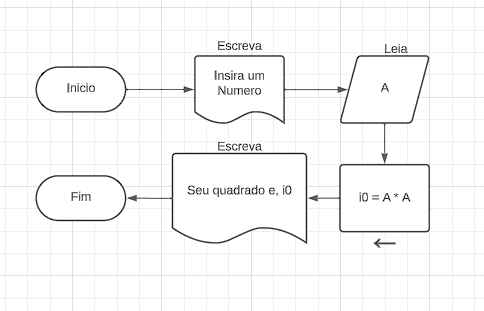 Escreva
Leia
Inicio
Insira um
Numero
A
Escreva
Fim
Seu quadrado e, i0
i0 = A * A